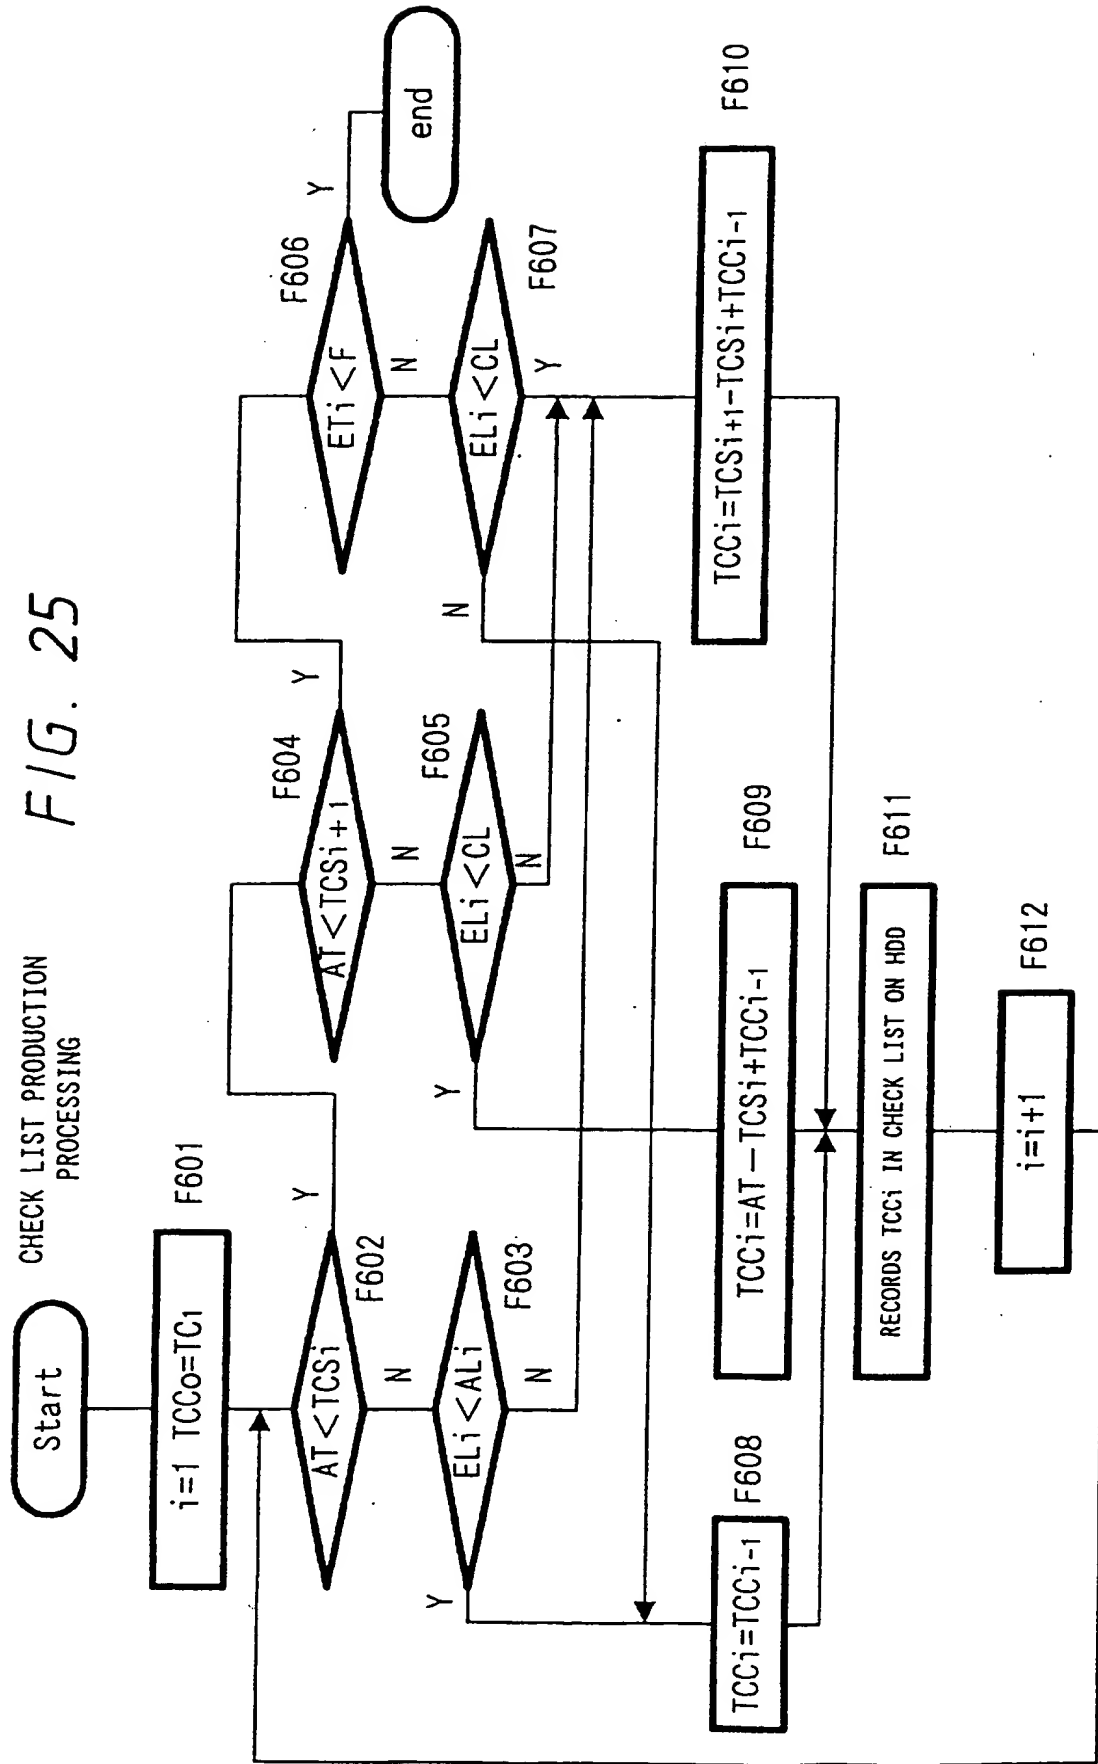 FIG. 25
CHECK LIST PRODUCTION
PROCESSING
Start
i=1 TCCo=TC1
F601
AT<TCSi
F602
Y
N
ELi<ALi
F603
Y
N
AT<TCSi+1
F604
Y
N
ELi<CL
F605
Y
N
ETi<F
F606
Y
N
end
ELi<CL
F607
N
Y
TCCi=TCCi-1
F608
TCCi=AT—TCSi+TCCi-1
F609
TCCi=TCSi+1-TCSi+TCCi-1
F610
RECORDS TCCi IN CHECK LIST ON HDD
F611
i=i+1
F612